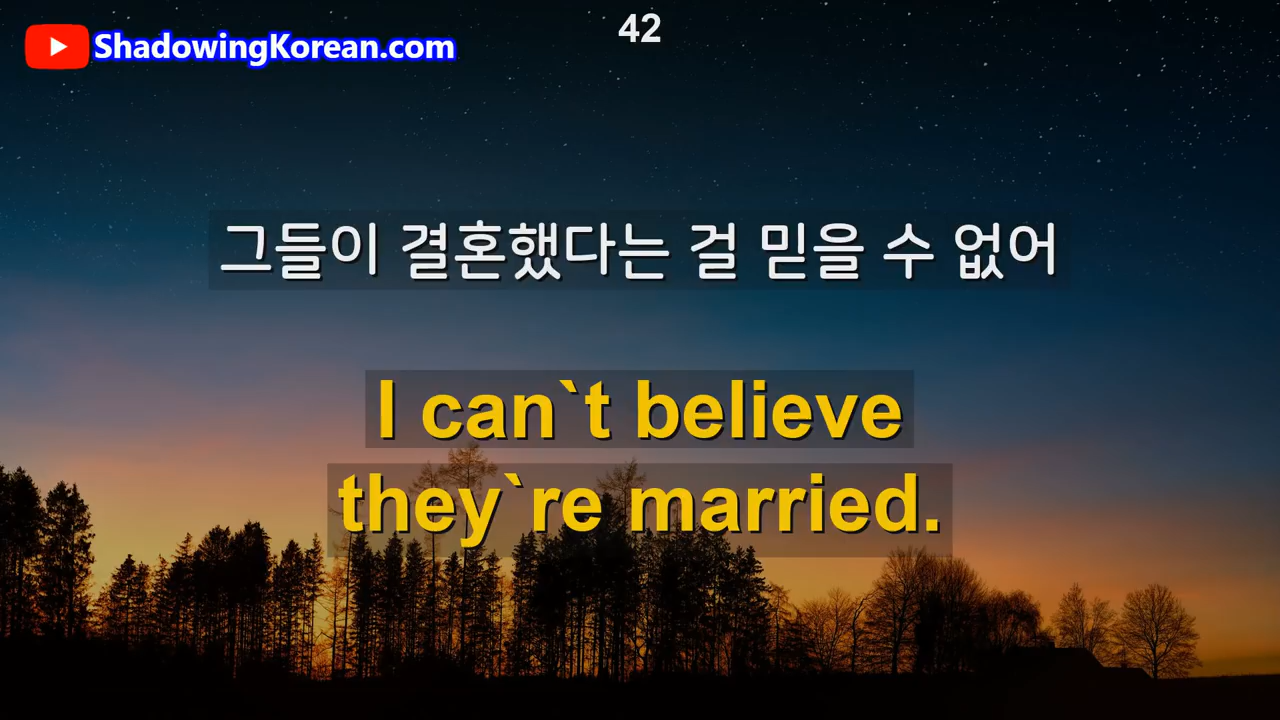 42
ShadowingKorean.com
그들이 결혼했다는 걸 믿을 수 없어
I can`t believe
they`re married.